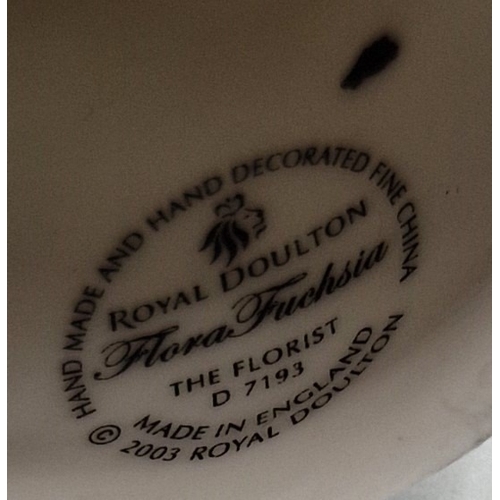 HAND MADE AND HAND DECORATED FINE CHINA
ROYAL DOULTON
Flora Fuchsia
THE FLORIST
D 7193
MADE IN ENGLAND
© 2003 ROYAL DOULTON